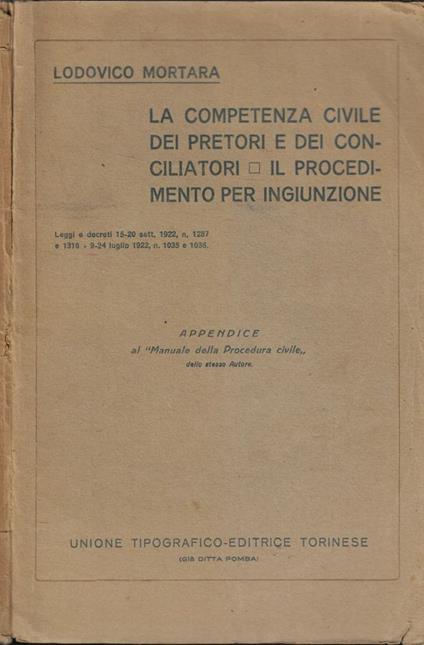 LODOVICO MORTARA
LA COMPETENZA CIVILE
DEI PRETORI E DEI CON-
CILIATORI □ IL PROCEDI-
MENTO PER INGIUNZIONE
Leggi e decreti 15-20 sett. 1922, n. 1287
e 1316 - 9-24 luglio 1922, n. 1035 e 1036.
APPENDICE
al "Manuale della Procedura civile„
dello stesso Autore.
UNIONE TIPOGRAFICO-EDITRICE TORINESE
(GIÀ DITTA POMBA)